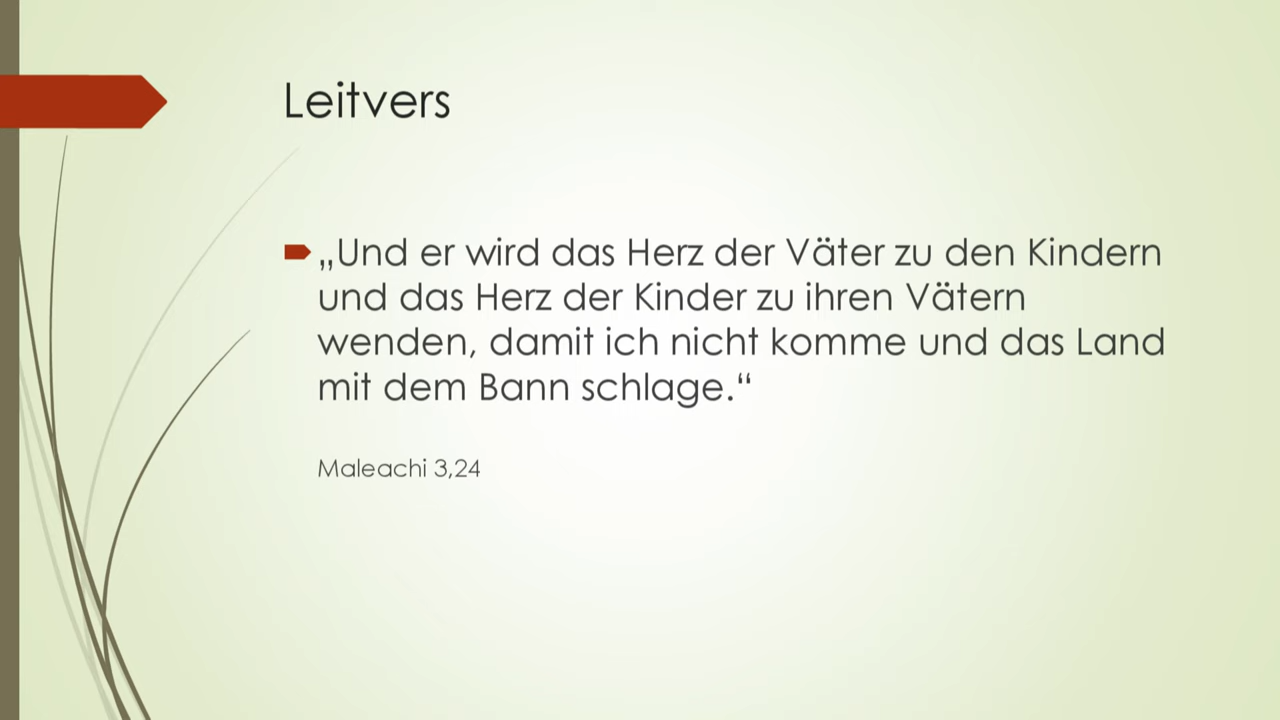 Leitvers
„Und er wird das Herz der Väter zu den Kindern
und das Herz der Kinder zu ihren Vätern
wenden, damit ich nicht komme und das Land
mit dem Bann schlage.“
Maleachi 3,24